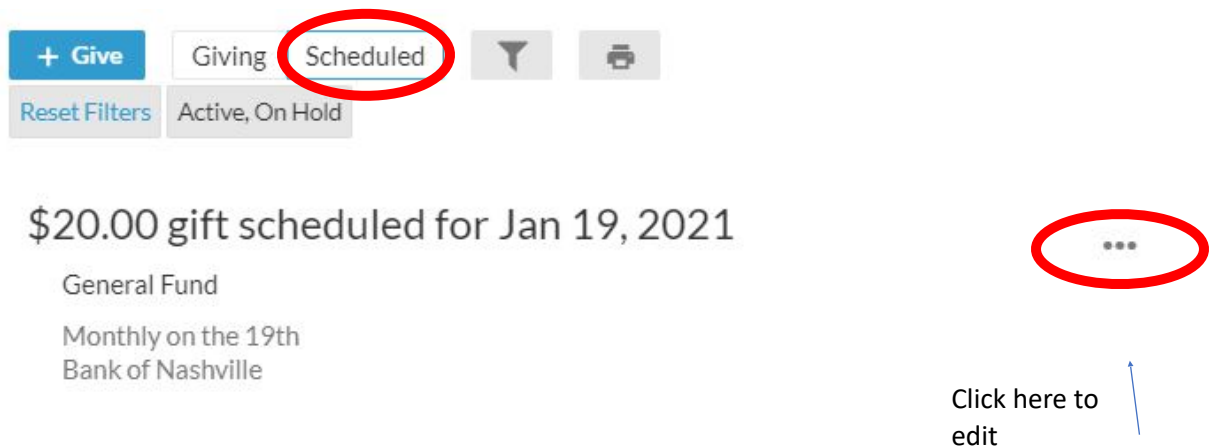 + Give Giving Scheduled
Reset Filters Active, On Hold
$20.00 gift scheduled for Jan 19, 2021
General Fund
Monthly on the 19th
Bank of Nashville
Click here to
edit